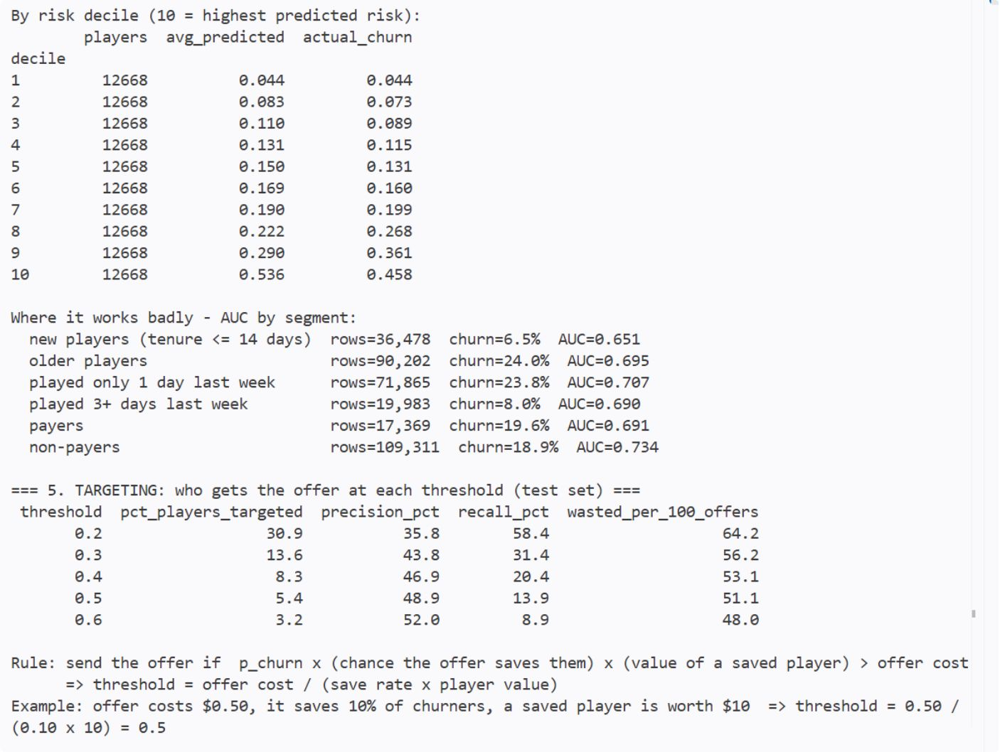 By risk decile (10 = highest predicted risk):
        players  avg_predicted  actual_churn
decile
1         12668          0.044         0.044
2         12668          0.083         0.073
3         12668          0.110         0.089
4         12668          0.131         0.115
5         12668          0.150         0.131
6         12668          0.169         0.160
7         12668          0.190         0.199
8         12668          0.222         0.268
9         12668          0.290         0.361
10        12668          0.536         0.458

Where it works badly - AUC by segment:
  new players (tenure <= 14 days)  rows=36,478  churn=6.5%  AUC=0.651
  older players                    rows=90,202  churn=24.0%  AUC=0.695
  played only 1 day last week      rows=71,865  churn=23.8%  AUC=0.707
  played 3+ days last week         rows=19,983  churn=8.0%  AUC=0.690
  payers                           rows=17,369  churn=19.6%  AUC=0.691
  non-payers                       rows=109,311  churn=18.9%  AUC=0.734

=== 5. TARGETING: who gets the offer at each threshold (test set) ===
 threshold  pct_players_targeted  precision_pct  recall_pct  wasted_per_100_offers
       0.2                  30.9           35.8        58.4                   64.2
       0.3                  13.6           43.8        31.4                   56.2
       0.4                   8.3           46.9        20.4                   53.1
       0.5                   5.4           48.9        13.9                   51.1
       0.6                   3.2           52.0         8.9                   48.0

Rule: send the offer if  p_churn x (chance the offer saves them) x (value of a saved player) > offer cost
      => threshold = offer cost / (save rate x player value)
Example: offer costs $0.50, it saves 10% of churners, a saved player is worth $10  => threshold = 0.50 /
(0.10 x 10) = 0.5